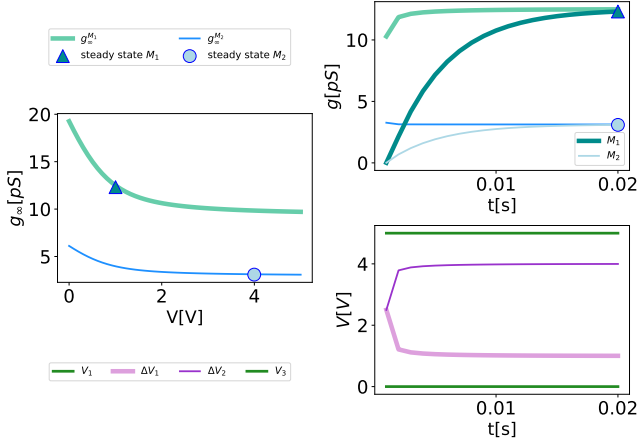 g∞^M₁ g∞^M₂
steady state M₁ steady state M₂
20
15
10
5
g∞[pS]
0 2 4
V[V]
V₁ ΔV₁ ΔV₂ V₃
10
5
0
g[pS]
M₁
M₂
0.01 0.02
t[s]
4
2
0
V[V]
0.01 0.02
t[s]